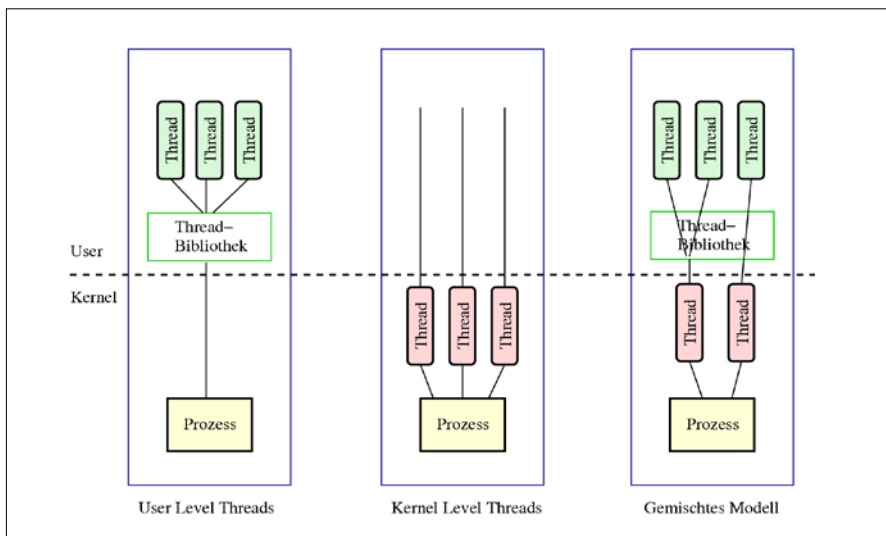 Thread
Thread
Thread
Thread
Thread
Thread
Thread–
Bibliothek
Thread–
Bibliothek
User
Kernel
Thread
Thread
Thread
Thread
Thread
Prozess
Prozess
Prozess
User Level Threads
Kernel Level Threads
Gemischtes Modell